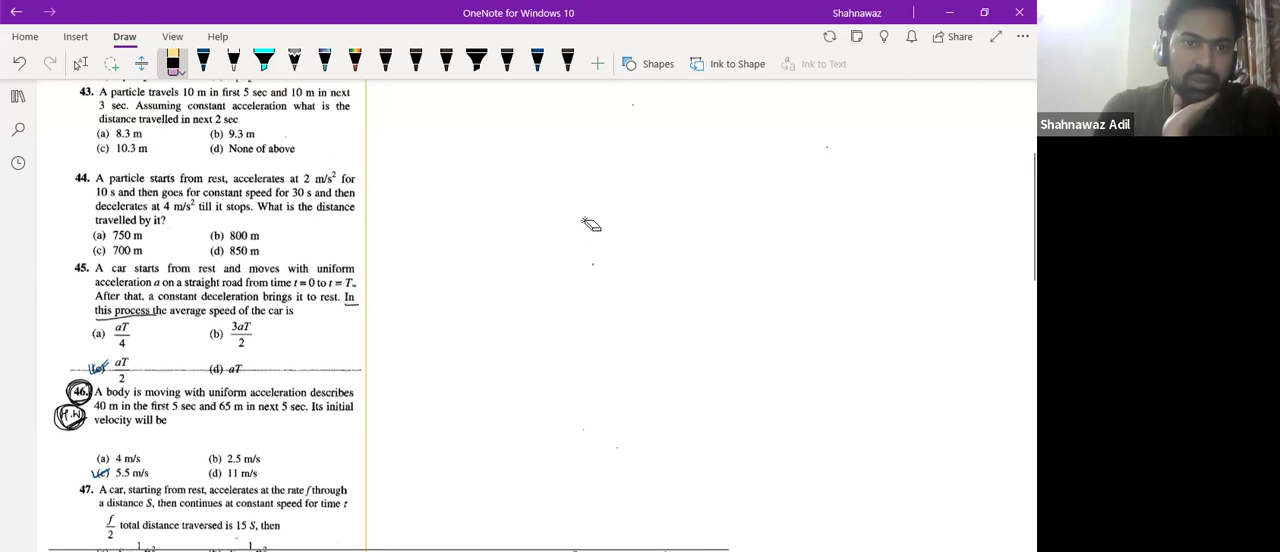 OneNote for Windows 10
Shahnawaz
Home Insert Draw View Help
Share
Shapes Ink to Shape Ink to Text
Shahnawaz Adil
43. A particle travels 10 m in first 5 sec and 10 m in next
3 sec. Assuming constant acceleration what is the
distance travelled in next 2 sec
(a) 8.3 m (b) 9.3 m
(c) 10.3 m (d) None of above
44. A particle starts from rest, accelerates at 2 m/s² for
10 s and then goes for constant speed for 30 s and then
decelerates at 4 m/s² till it stops. What is the distance
travelled by it?
(a) 750 m (b) 800 m
(c) 700 m (d) 850 m
45. A car starts from rest and moves with uniform
acceleration a on a straight road from time t = 0 to t = T.
After that, a constant deceleration brings it to rest. In
this process the average speed of the car is
(a) aT/4 (b) 3aT/2
(c) aT/2 (d) aT
46. A body is moving with uniform acceleration describes
40 m in the first 5 sec and 65 m in next 5 sec. Its initial
H.W velocity will be
(a) 4 m/s (b) 2.5 m/s
(c) 5.5 m/s (d) 11 m/s
47. A car, starting from rest, accelerates at the rate f through
a distance S, then continues at constant speed for time t
f/2 total distance traversed is 15 S, then